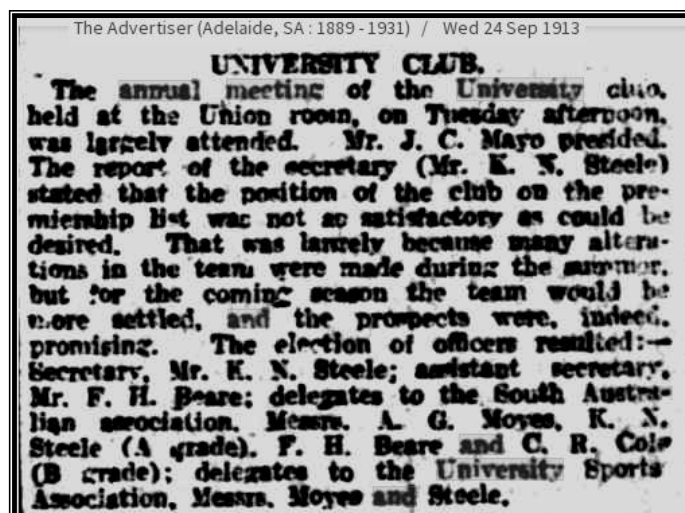 The Advertiser (Adelaide, SA : 1889 - 1931) / Wed 24 Sep 1913
UNIVERSITY CLUB.
The annual meeting of the University club,
held at the Union room, on Tuesday afternoon,
was largely attended. Mr. J. C. Mayo presided.
The report of the secretary (Mr. K. N. Steele)
stated that the position of the club on the pre-
miership list was not as satisfactory as could be
desired. That was largely because many altera-
tions in the team were made during the summer,
but for the coming season the team would be
more settled, and the prospects were, indeed,
promising. The election of officers resulted:—
Secretary, Mr. K. N. Steele; assistant secretary,
Mr. F. H. Beare; delegates to the South Austra-
lian association, Messrs. A. G. Moyes, K. N.
Steele (A grade), F. H. Beare and C. R. Cole
(B grade); delegates to the University Sports
Association, Messrs. Moyes and Steele.